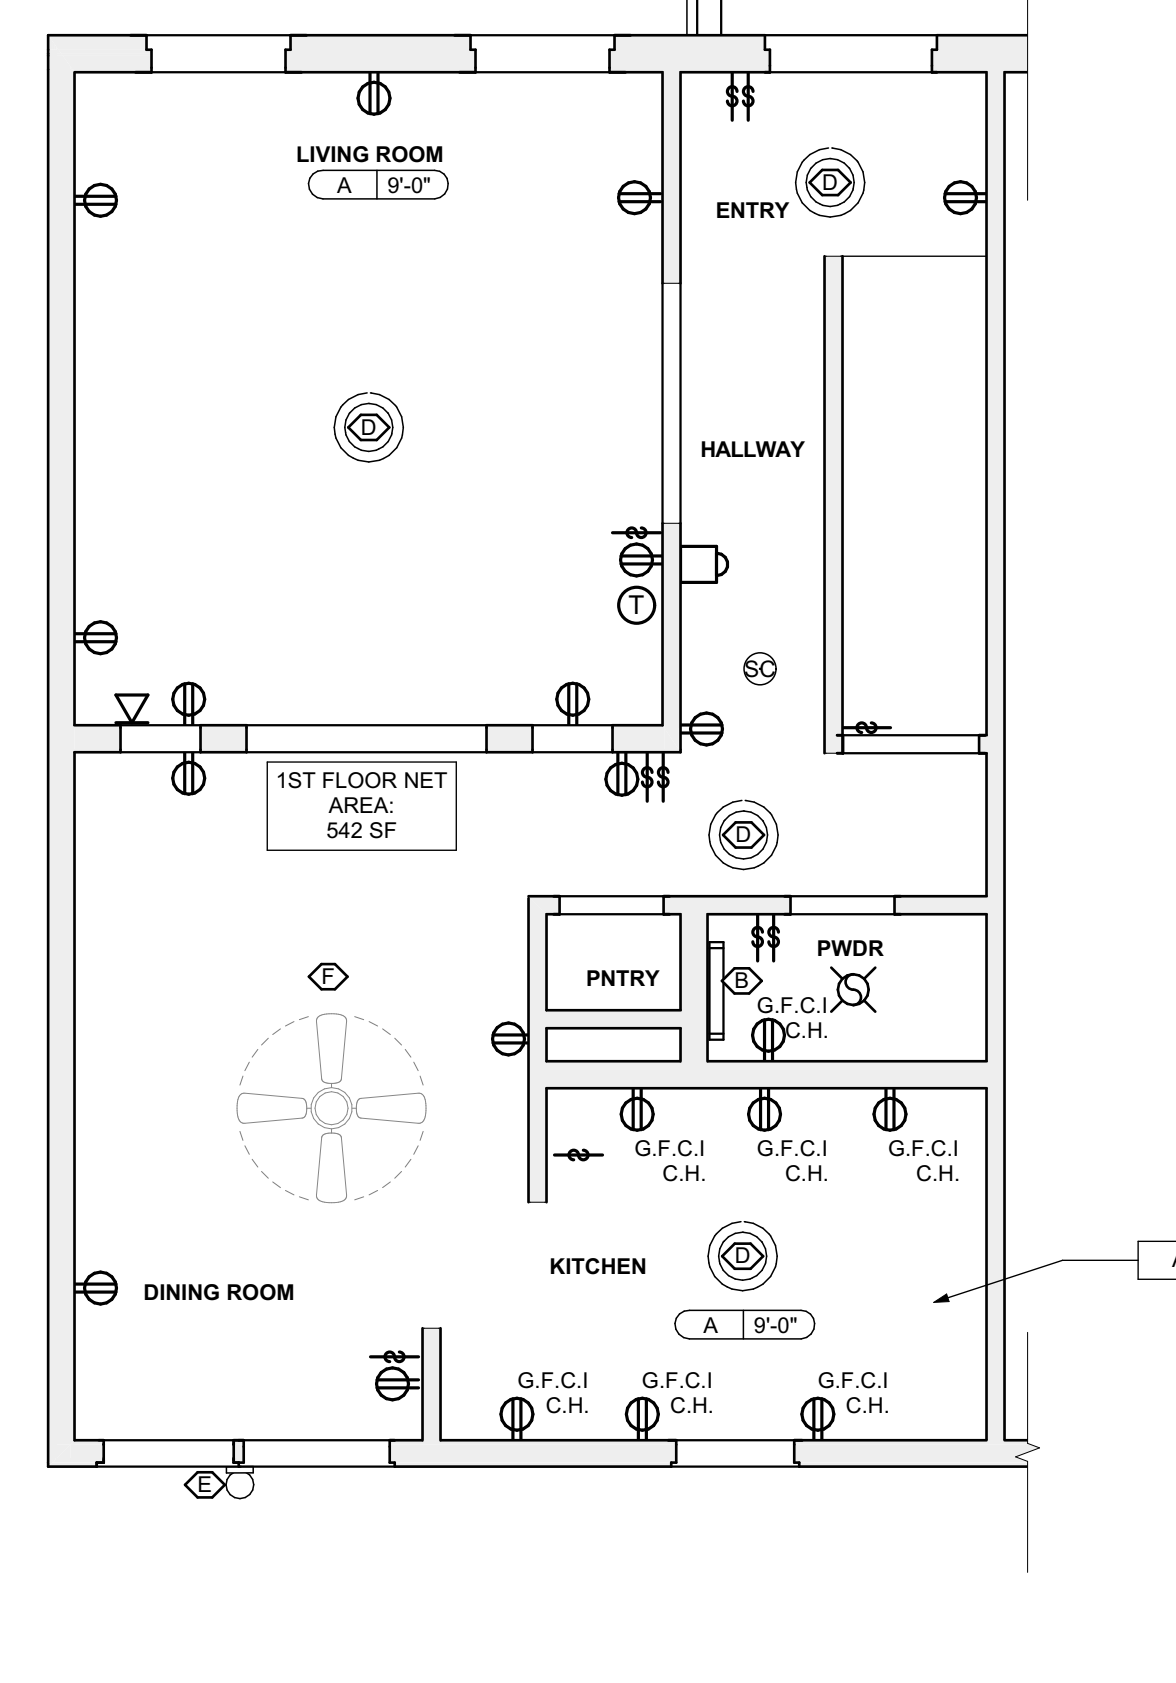 $$
LIVING ROOM
A 9'-0"
D
ENTRY
D
HALLWAY
$
T
SC
$
1ST FLOOR NET
AREA:
542 SF
$$
D
$$
PWDR
PNTRY
B
F
G.F.C.I
C.H.
G.F.C.I
C.H.
G.F.C.I
C.H.
G.F.C.I
C.H.
$
D
KITCHEN
DINING ROOM
A 9'-0"
$
G.F.C.I
C.H.
G.F.C.I
C.H.
G.F.C.I
C.H.
E